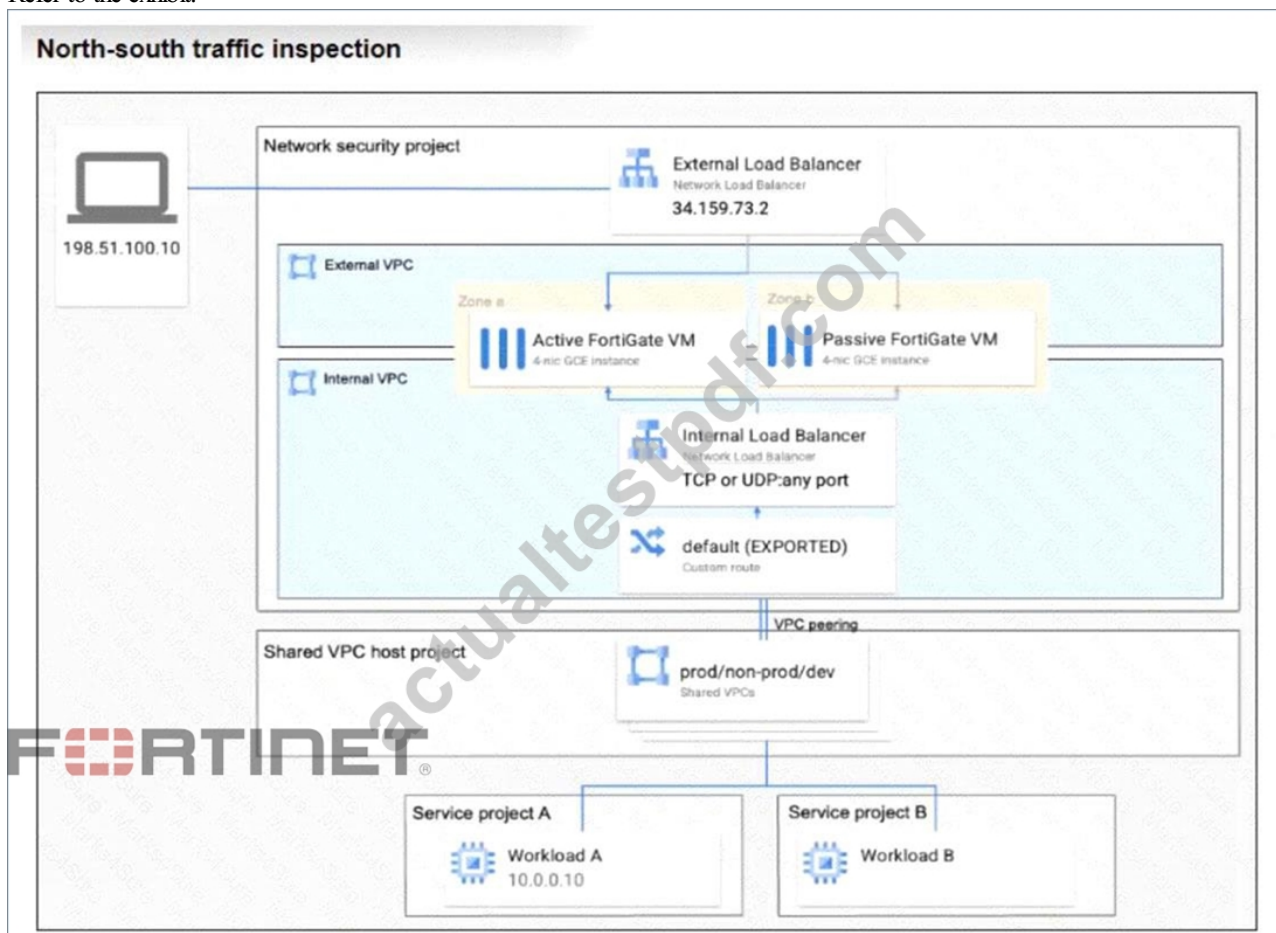 Refer to the exhibit.
North-south traffic inspection
198.51.100.10
Network security project
External Load Balancer
Network Load Balancer
34.159.73.2
External VPC
Zone a
Active FortiGate VM
4-nic GCE instance
Zone b
Passive FortiGate VM
4-nic GCE instance
Internal VPC
Internal Load Balancer
Network Load Balancer
TCP or UDP:any port
default (EXPORTED)
Custom route
VPC peering
Shared VPC host project
prod/non-prod/dev
Shared VPCs
FORTINET®
Service project A
Workload A
10.0.0.10
Service project B
Workload B
actualtestpdf.com